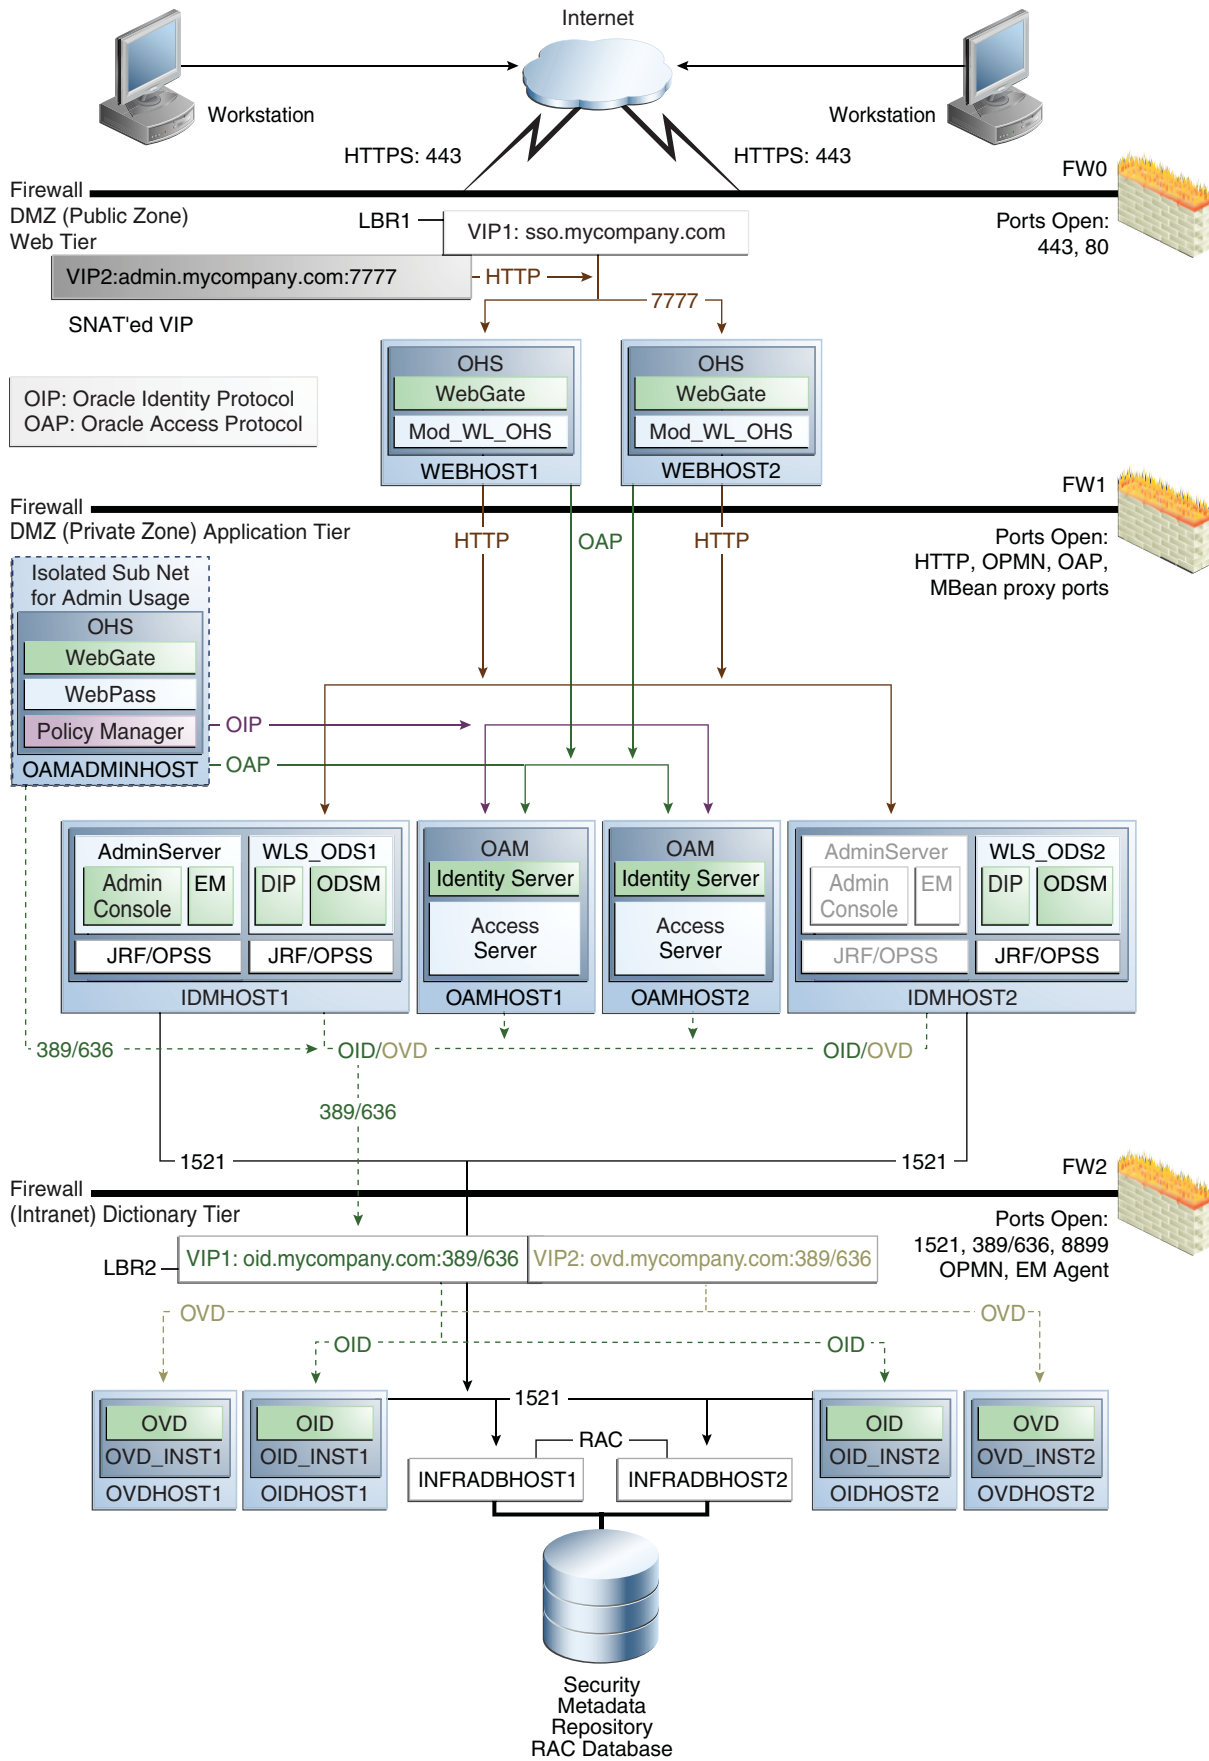 Internet
Workstation
Workstation
HTTPS: 443
HTTPS: 443
FW0
Firewall
DMZ (Public Zone)
Web Tier
LBR1
VIP1: sso.mycompany.com
Ports Open:
443, 80
VIP2:admin.mycompany.com:7777
HTTP
SNAT'ed VIP
7777
OIP: Oracle Identity Protocol
OAP: Oracle Access Protocol
OHS
WebGate
Mod_WL_OHS
WEBHOST1
OHS
WebGate
Mod_WL_OHS
WEBHOST2
FW1
Firewall
DMZ (Private Zone) Application Tier
HTTP
OAP
HTTP
Ports Open:
HTTP, OPMN, OAP,
MBean proxy ports
Isolated Sub Net
for Admin Usage
OHS
WebGate
WebPass
Policy Manager
OAMADMINHOST
OIP
OAP
AdminServer
Admin
Console
EM
JRF/OPSS
WLS_ODS1
DIP
ODSM
JRF/OPSS
IDMHOST1
OAM
Identity Server
Access
Server
OAMHOST1
OAM
Identity Server
Access
Server
OAMHOST2
AdminServer
Admin
Console
EM
JRF/OPSS
WLS_ODS2
DIP
ODSM
JRF/OPSS
IDMHOST2
389/636
OID/OVD
OID/OVD
389/636
1521
1521
FW2
Firewall
(Intranet) Dictionary Tier
Ports Open:
1521, 389/636, 8899
OPMN, EM Agent
LBR2
VIP1: oid.mycompany.com:389/636
VIP2: ovd.mycompany.com:389/636
OVD
OVD
OID
OID
1521
OVD
OVD_INST1
OVDHOST1
OID
OID_INST1
OIDHOST1
RAC
INFRADBHOST1
INFRADBHOST2
OID
OID_INST2
OIDHOST2
OVD
OVD_INST2
OVDHOST2
Security
Metadata
Repository
RAC Database